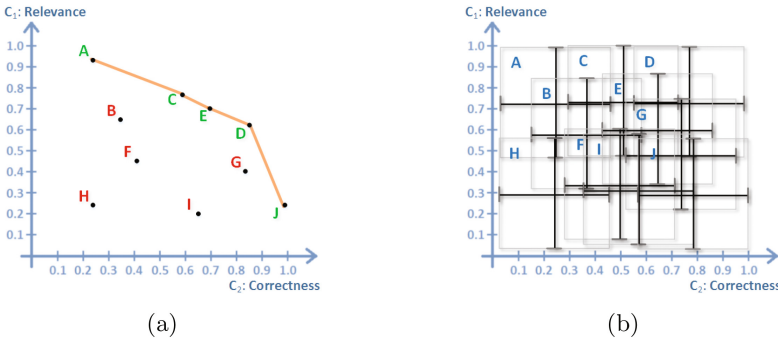 C₁: Relevance
1.0
0.9
0.8
0.7
0.6
0.5
0.4
0.3
0.2
0.1
A
B
C
E
D
F
G
H
I
J
0.1 0.2 0.3 0.4 0.5 0.6 0.7 0.8 0.9 1.0
C₂: Correctness
(a)
C₁: Relevance
1.0
0.9
0.8
0.7
0.6
0.5
0.4
0.3
0.2
0.1
A C D
B E
G
H F I J
0.1 0.2 0.3 0.4 0.5 0.6 0.7 0.8 0.9 1.0
C₂: Correctness
(b)